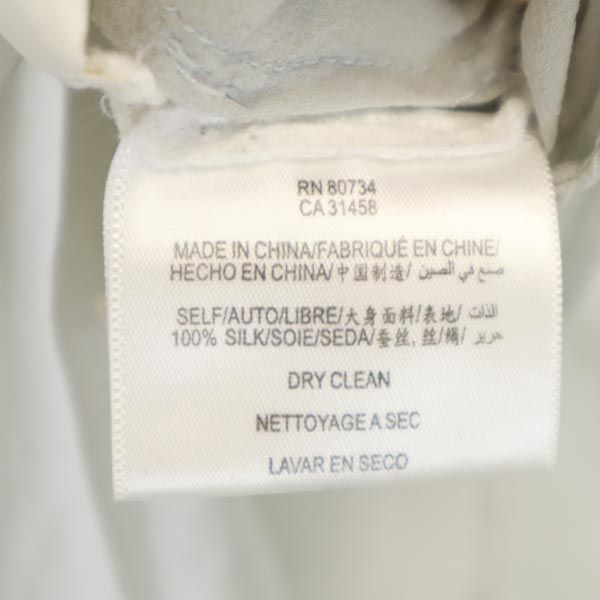 RN 80734
CA 31458
MADE IN CHINA/FABRIQUÉ EN CHINE/
HECHO EN CHINA/中国制造/ صنع في الصين
SELF/AUTO/LIBRE/大身面料/表地/ الذات
100% SILK/SOIE/SEDA/蚕丝, 丝/絹/ حرير
DRY CLEAN
NETTOYAGE A SEC
LAVAR EN SECO